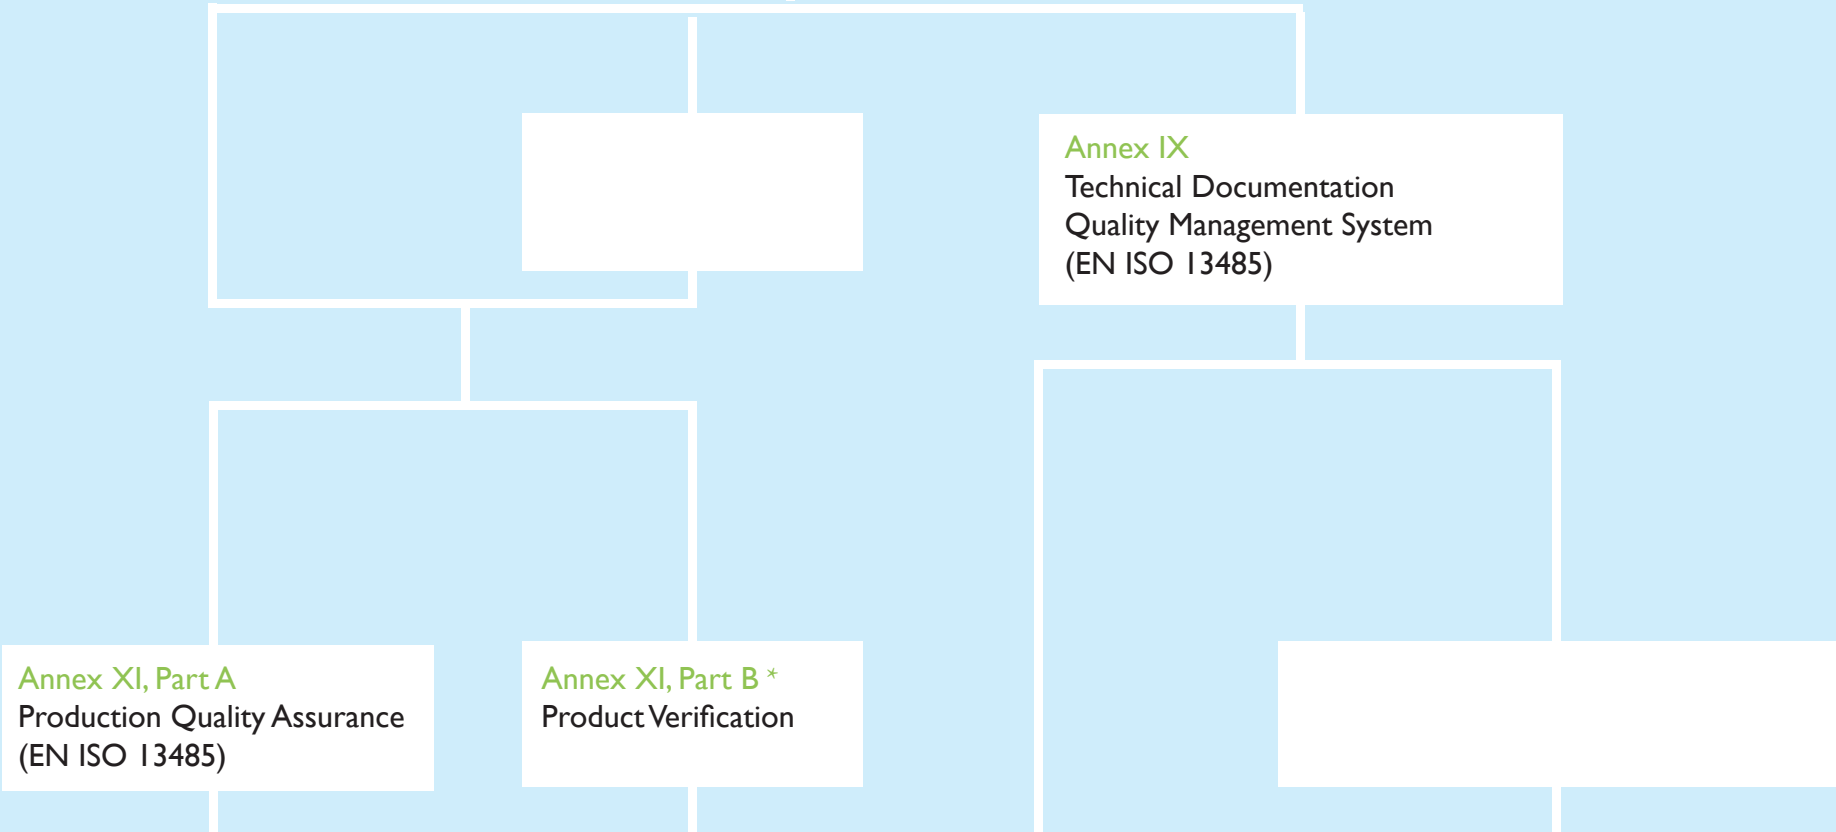 Annex IX
Technical Documentation
Quality Management System
(EN ISO 13485)
Annex XI, Part A
Production Quality Assurance
(EN ISO 13485)
Annex XI, Part B *
Product Verification